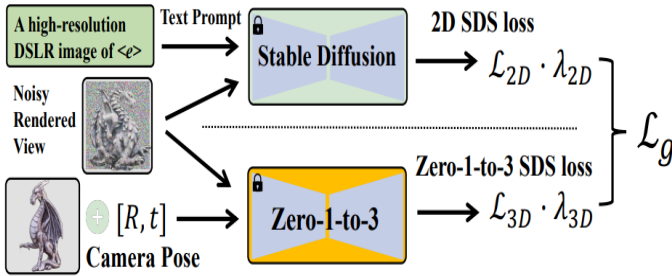 A high-resolution
DSLR image of <e>
Text Prompt
Stable Diffusion
2D SDS loss
ℒ2D · λ2D
Noisy
Rendered
View
ℒg
Zero-1-to-3 SDS loss
+ [R, t]
Zero-1-to-3
ℒ3D · λ3D
Camera Pose